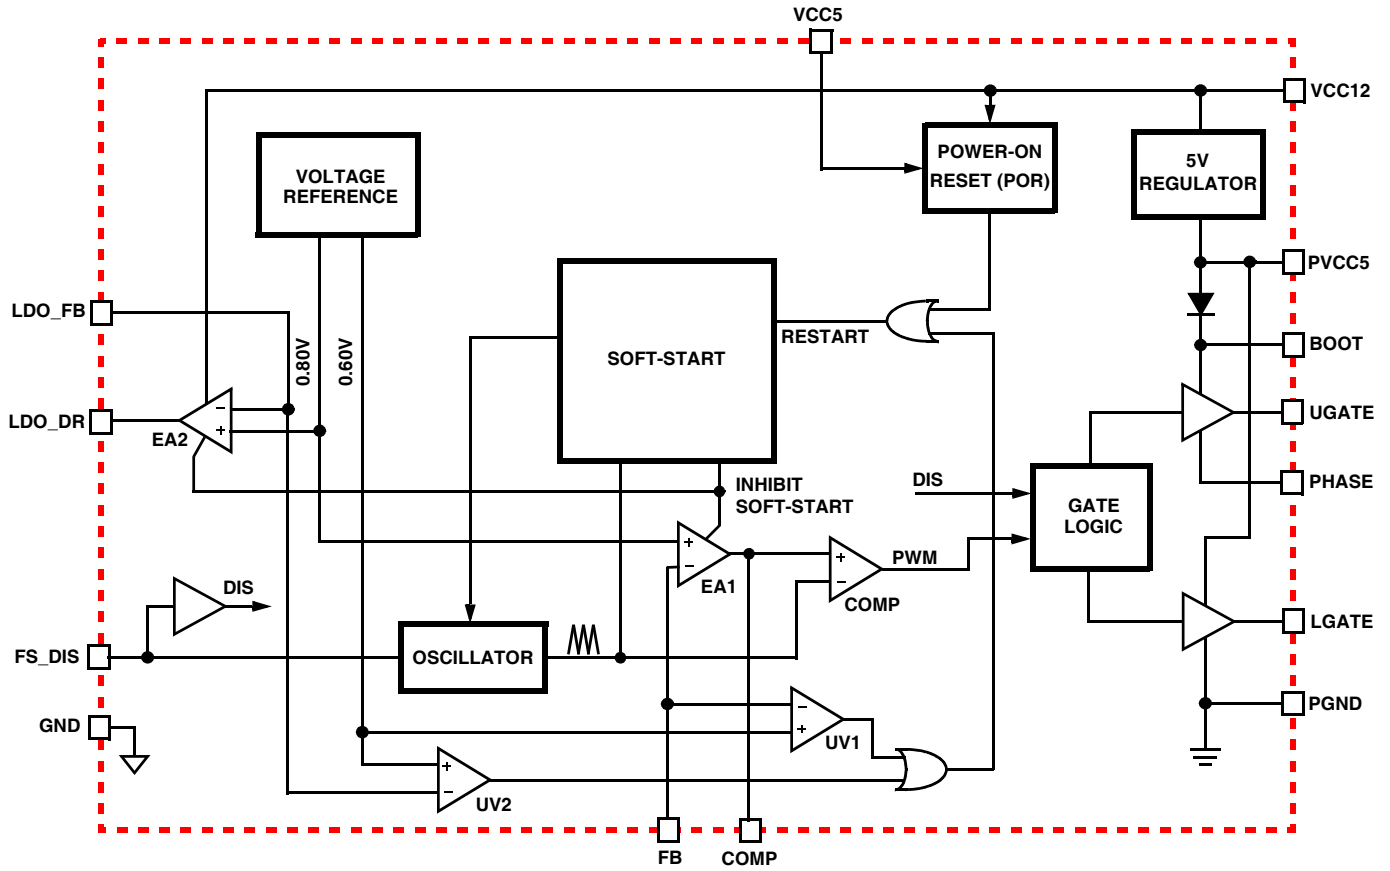 VCC5
VCC12
POWER-ON
RESET (POR)
5V
REGULATOR
VOLTAGE
REFERENCE
PVCC5
LDO_FB
BOOT
RESTART
SOFT-START
0.80V
0.60V
LDO_DR
−
+
EA2
UGATE
INHIBIT
SOFT-START
DIS
PHASE
GATE
LOGIC
+
−
EA1
+
−
COMP
PWM
DIS
LGATE
FS_DIS
OSCILLATOR
GND
−
+
UV1
PGND
+
−
UV2
FB
COMP